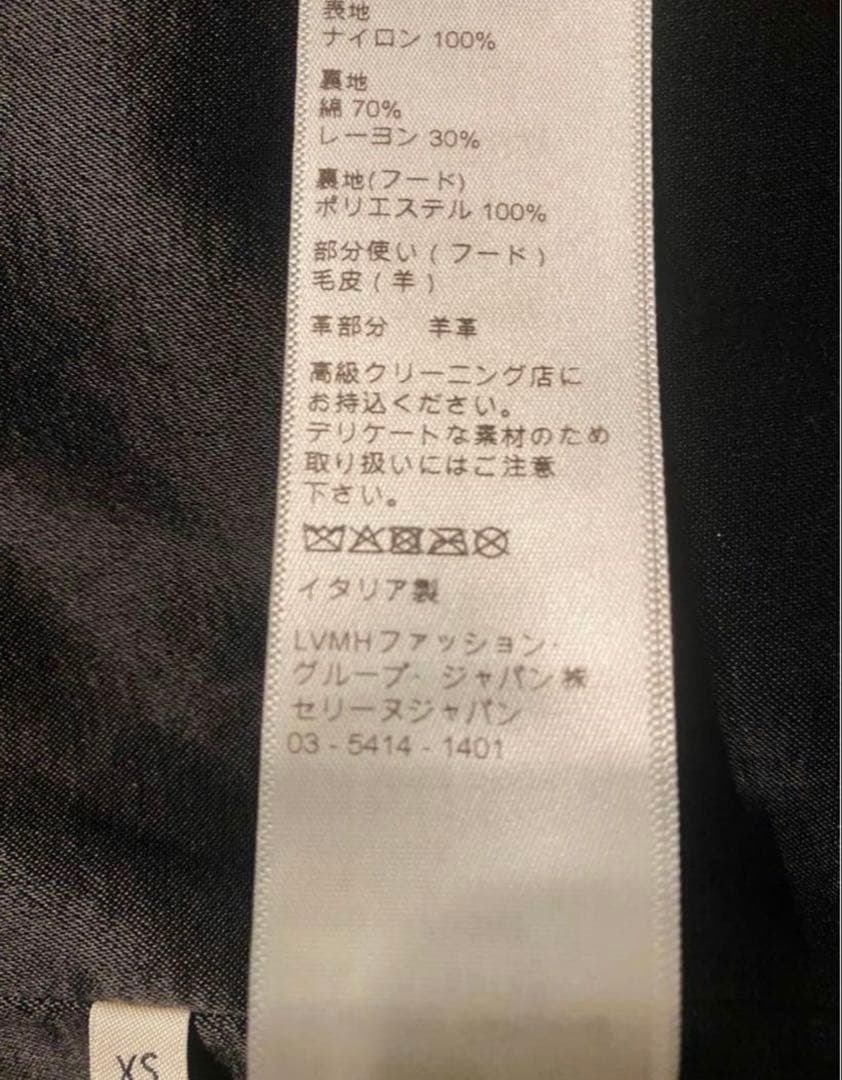 表地
ナイロン 100%
裏地
綿 70%
レーヨン 30%
裏地(フード)
ポリエステル 100%
部分使い ( フード )
毛皮 ( 羊 )
革部分 羊革
高級クリーニング店に
お持込ください。
デリケートな素材のため
取り扱いにはご注意
下さい。
イタリア製
LVMHファッション・
グループ・ジャパン㈱
セリーヌジャパン
03 - 5414 - 1401
XS